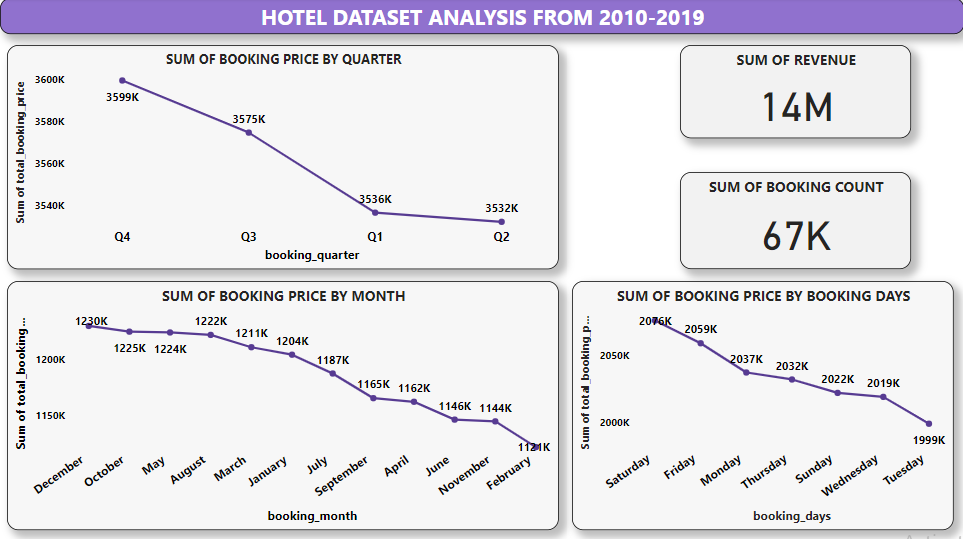 HOTEL DATASET ANALYSIS FROM 2010-2019
SUM OF BOOKING PRICE BY QUARTER
Sum of total_booking_price
3600K
3580K
3560K
3540K
3599K
3575K
3536K
3532K
Q4 Q3 Q1 Q2
booking_quarter
SUM OF REVENUE
14M
SUM OF BOOKING COUNT
67K
SUM OF BOOKING PRICE BY MONTH
Sum of total_booking...
1200K
1150K
1230K
1225K
1224K
1222K
1211K
1204K
1187K
1165K
1162K
1146K
1144K
1121K
December October May August March January July September April June November February
booking_month
SUM OF BOOKING PRICE BY BOOKING DAYS
Sum of total_booking_p...
2050K
2000K
2076K
2059K
2037K
2032K
2022K
2019K
1999K
Saturday Friday Monday Thursday Sunday Wednesday Tuesday
booking_days